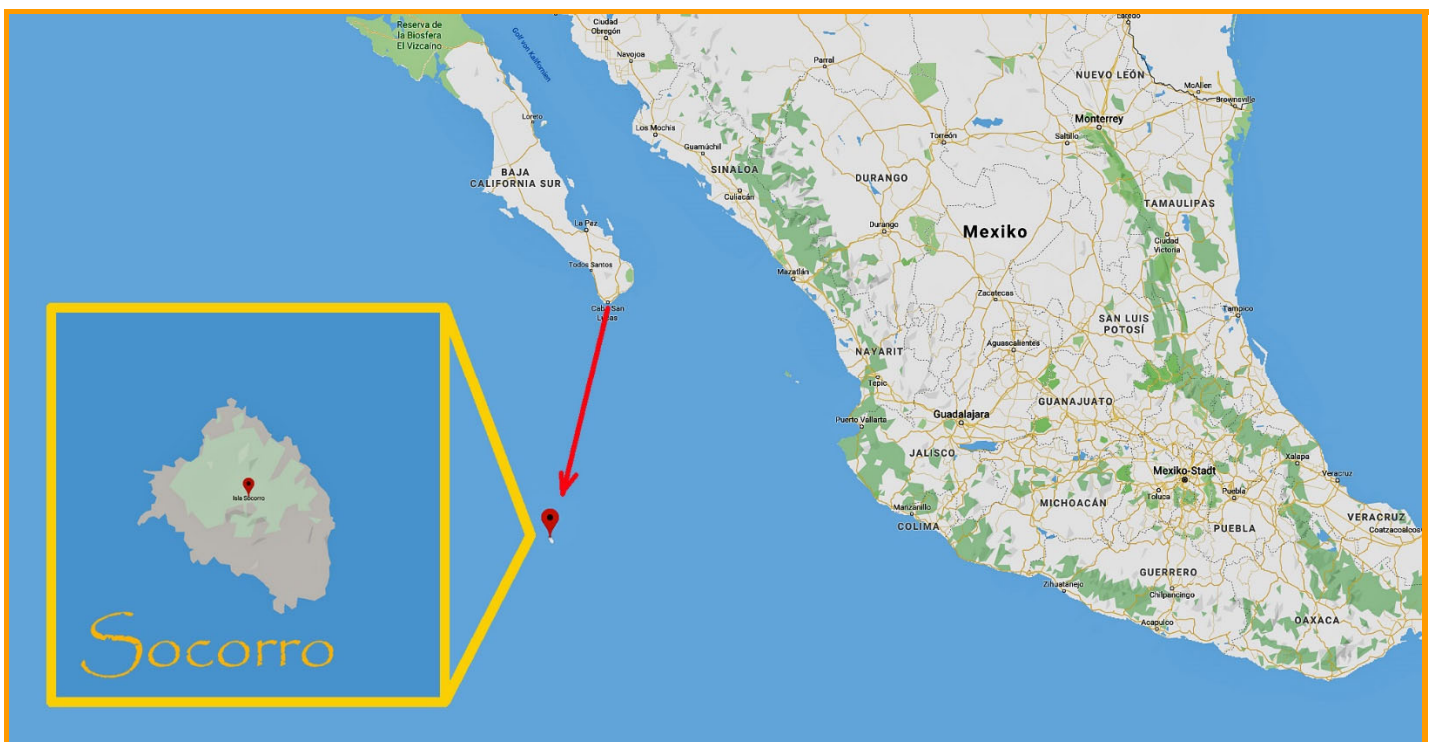 Reserva de
la Biosfera
El Vizcaíno
Golf von Kalifornien
Ciudad
Obregón
Navojoa
Parral
Laredo
NUEVO LEÓN
McAllen
Brownsville
Loreto
Los Mochis
Guamúchil
Torreón
Saltillo
Monterrey
BAJA
CALIFORNIA SUR
SINALOA
Culiacán
DURANGO
TAMAULIPAS
La Paz
Durango
Mexiko
Ciudad
Victoria
Todos Santos
Mazatlán
Zacatecas
Cabo San
Lucas
SAN LUIS
POTOSÍ
Tampico
NAYARIT
Aguascalientes
Tepic
GUANAJUATO
Puerto Vallarta
Guadalajara
JALISCO
Xalapa
Mexiko-Stadt
Veracruz
Isla Socorro
Toluca
Puebla
Manzanillo
MICHOACÁN
COLIMA
PUEBLA
VERACRUZ
Coatzacoalcos
GUERRERO
Zihuatanejo
Chilpancingo
Acapulco
OAXACA
Socorro